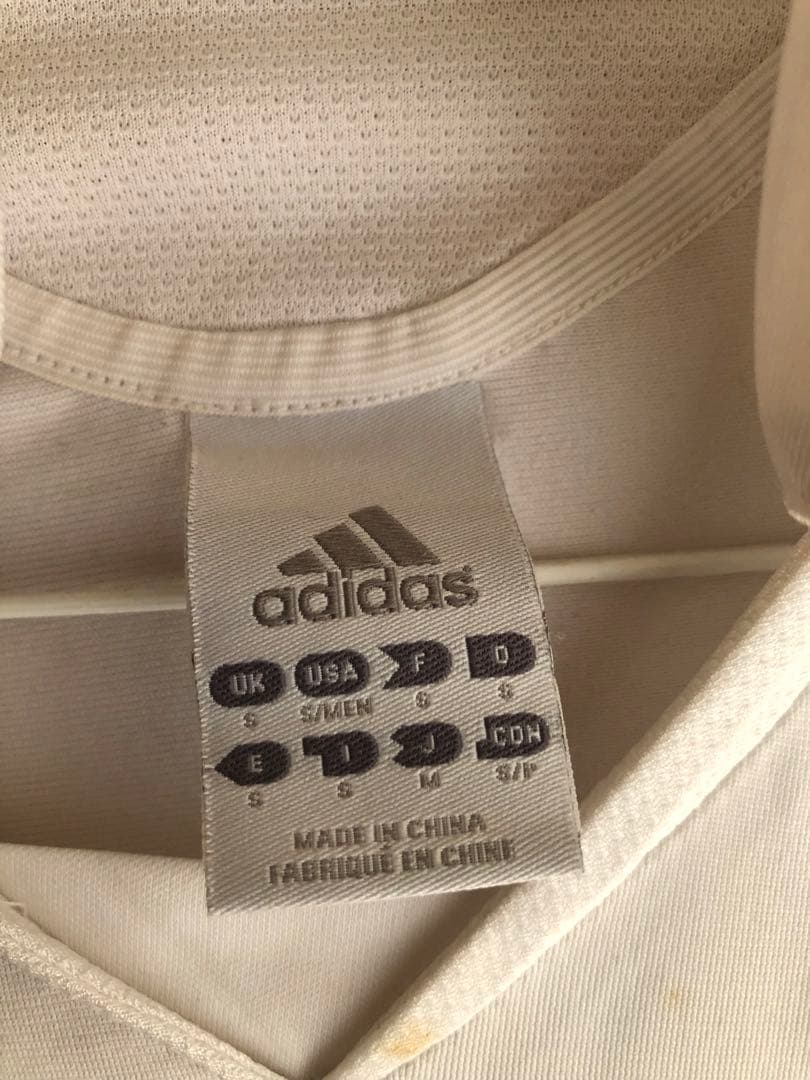 adidas
UK USA F D
S S/MEN S S
E I J CDN
S S M S/P
MADE IN CHINA
FABRIQUÉ EN CHINE